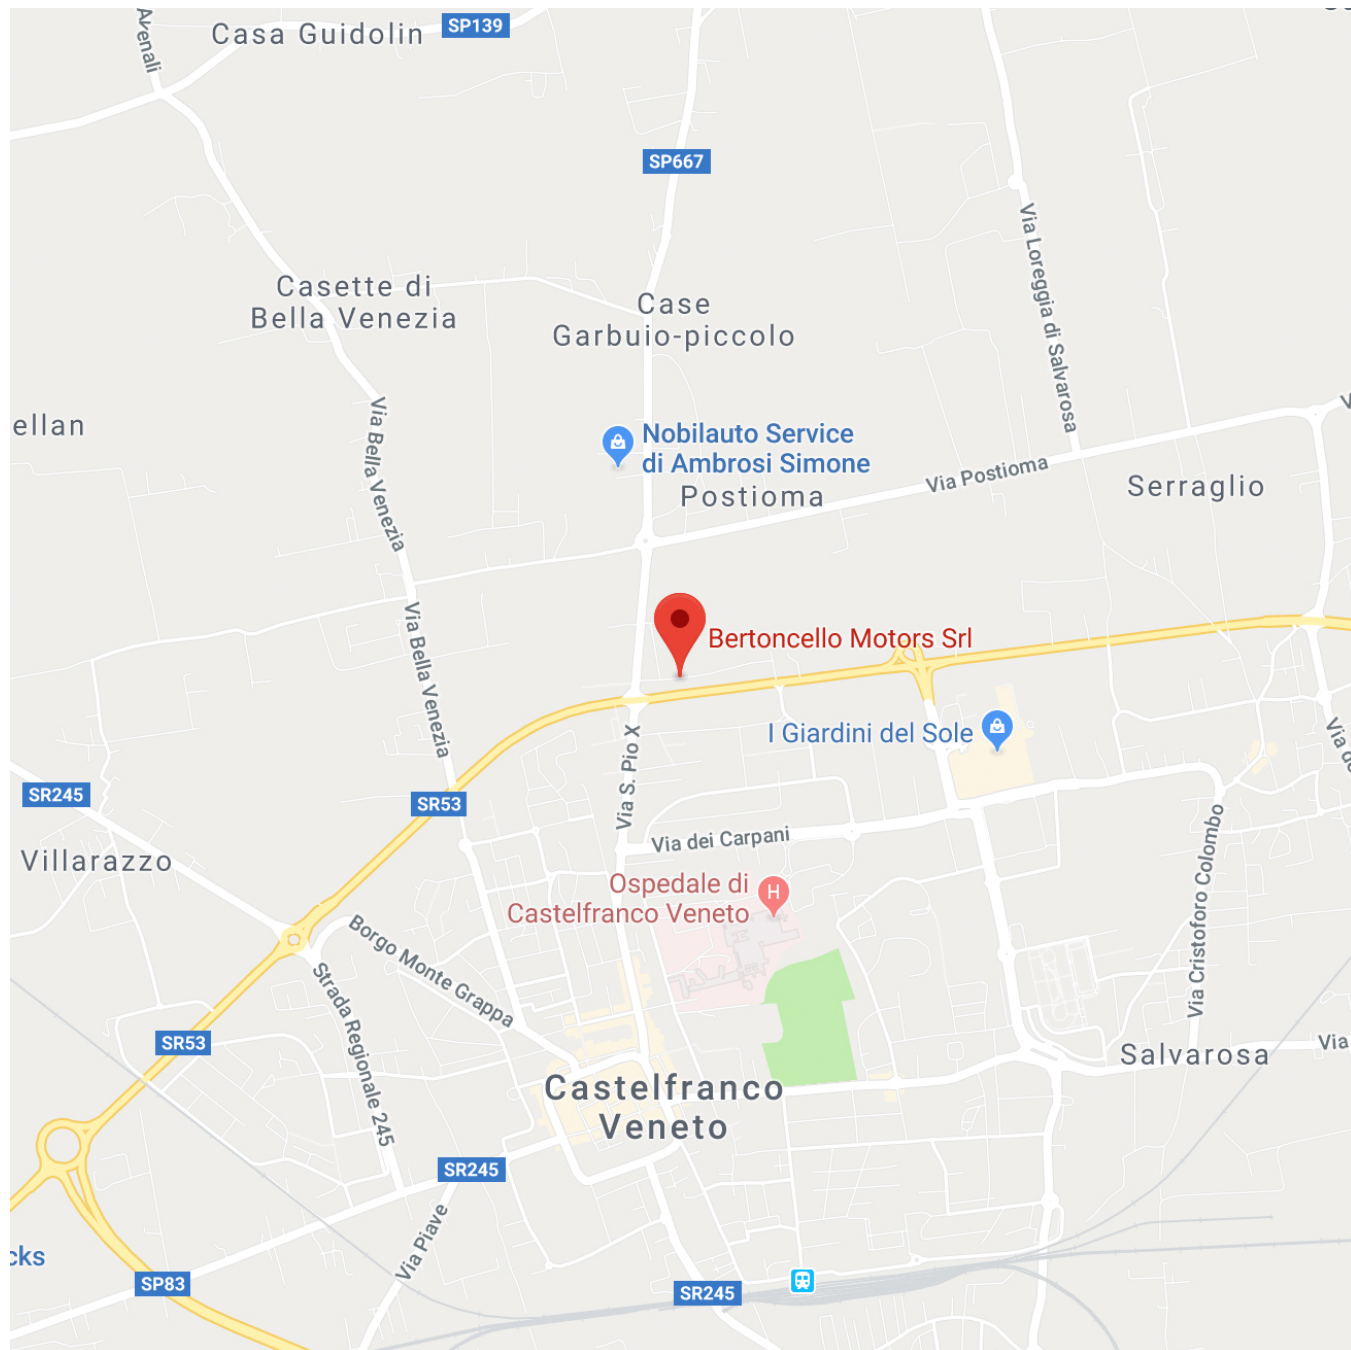 Avenali
Casa Guidolin
SP139
SP667
Via Loreggia di Salvarosa
Casette di
Bella Venezia
Case
Garbuio-piccolo
ellan
Via Bella Venezia
Nobilauto Service
di Ambrosi Simone
Postioma
Via Postioma
Serraglio
Via Bella Venezia
Bertoncello Motors Srl
I Giardini del Sole
Via S. Pio X
SR245
SR53
Via dei Carpani
Villarazzo
Ospedale di
Castelfranco Veneto
H
Via Cristoforo Colombo
Borgo Monte Grappa
Strada Regionale 245
SR53
Salvarosa
Via
Castelfranco
Veneto
SR245
Via Piave
cks
SP83
SR245